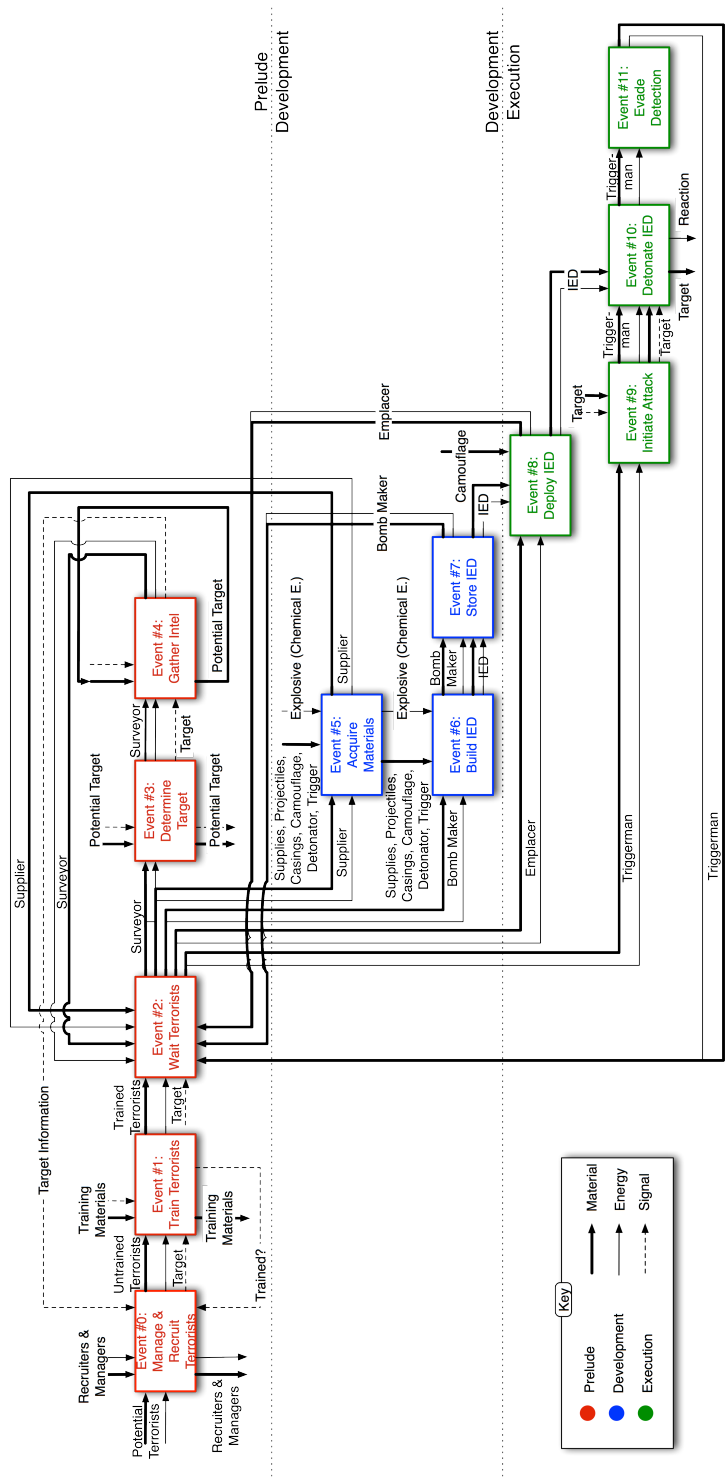 Prelude
Development
Development
Execution
Supplier
Surveyor
Target Information
Recruiters &
Managers
Potential
Terrorists
Event #0:
Manage &
Recruit
Terrorists
Recruiters &
Managers
Untrained
Terrorists
Target
Trained?
Training
Materials
Event #1:
Train Terrorists
Training
Materials
Trained
Terrorists
Target
Event #2:
Wait Terrorists
Surveyor
Potential Target
Event #3:
Determine
Target
Potential Target
Surveyor
Target
Event #4:
Gather Intel
Potential Target
Supplies, Projectiles,
Casings, Camouflage,
Detonator, Trigger
Explosive (Chemical E.)
Supplier
Event #5:
Acquire
Materials
Supplier
Supplies, Projectiles,
Casings, Camouflage,
Detonator, Trigger
Explosive (Chemical E.)
Bomb Maker
Event #6:
Build IED
Bomb
Maker
IED
Event #7:
Store IED
Bomb Maker
IED
Camouflage
Emplacer
Emplacer
Event #8:
Deploy IED
IED
Triggerman
Target
Event #9:
Initiate Attack
Trigger-
man
Target
Event #10:
Detonate IED
Target
Reaction
Trigger-
man
Event #11:
Evade
Detection
Triggerman
Key
Prelude
Development
Execution
Material
Energy
Signal